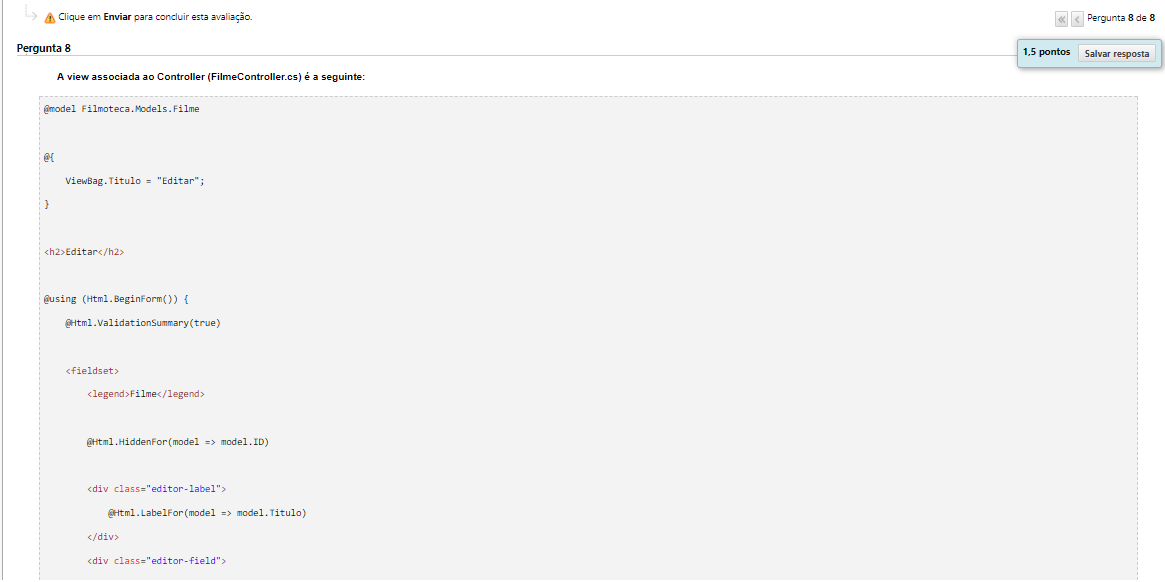 Clique em Enviar para concluir esta avaliação.
Pergunta 8 de 8
Pergunta 8
1,5 pontos
Salvar resposta
A view associada ao Controller (FilmeController.cs) é a seguinte:
@model Filmoteca.Models.Filme
@{
ViewBag.Titulo = "Editar";
}
<h2>Editar</h2>
@using (Html.BeginForm()) {
@Html.ValidationSummary(true)
<fieldset>
<legend>Filme</legend>
@Html.HiddenFor(model => model.ID)
<div class="editor-label">
@Html.LabelFor(model => model.Titulo)
</div>
<div class="editor-field">